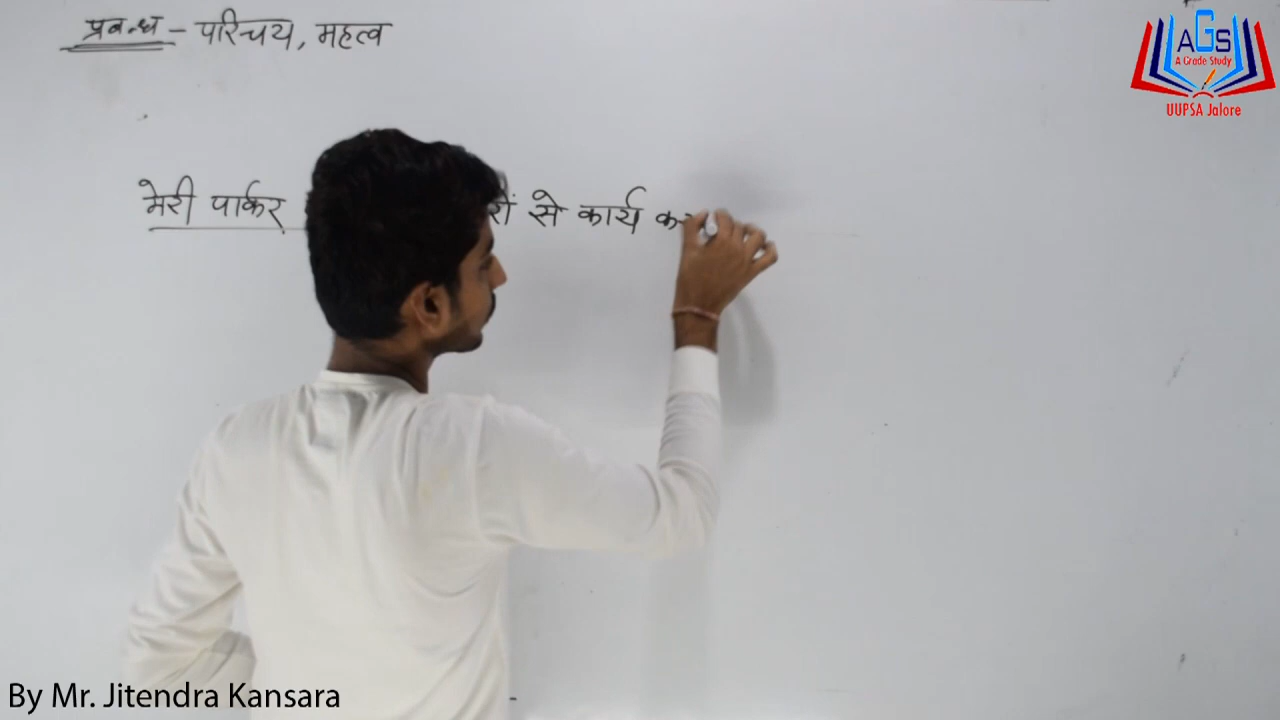 प्रबन्ध - परिचय, महत्व
AGS
A Grade Study
UUPSA Jalore
मेरी पार्कर से कार्य
By Mr. Jitendra Kansara